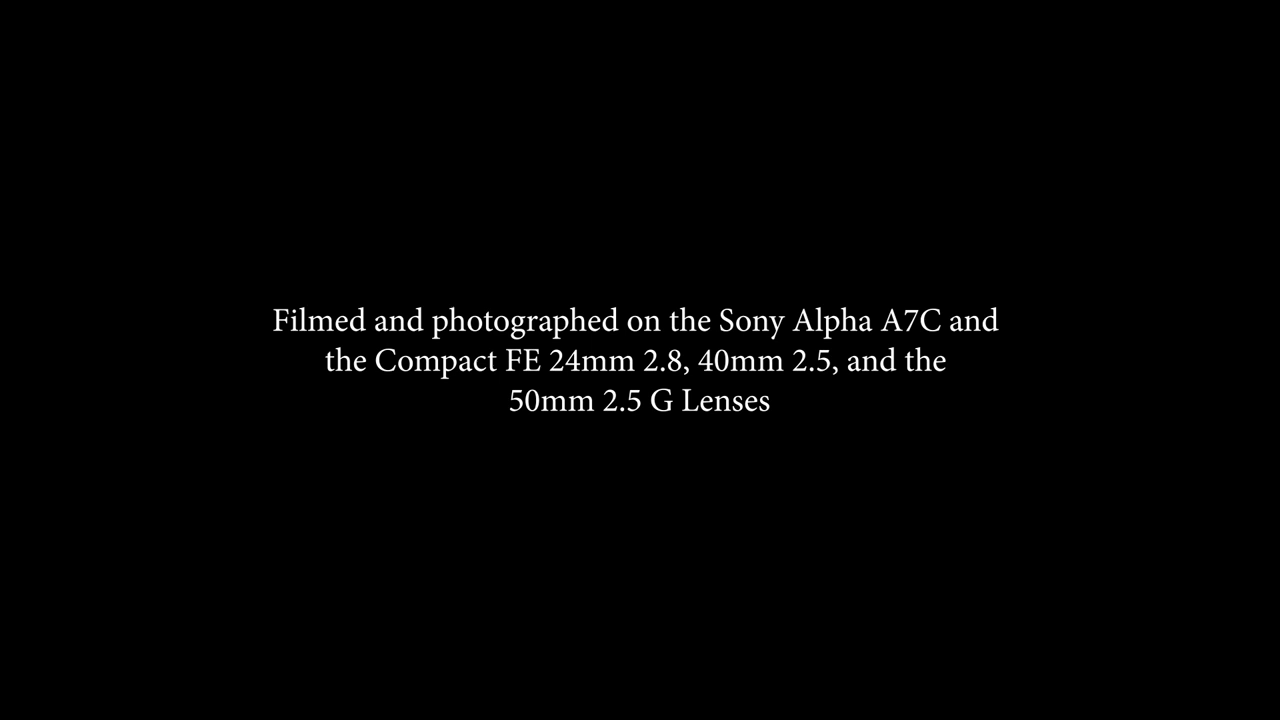 Filmed and photographed on the Sony Alpha A7C and
the Compact FE 24mm 2.8, 40mm 2.5, and the
50mm 2.5 G Lenses